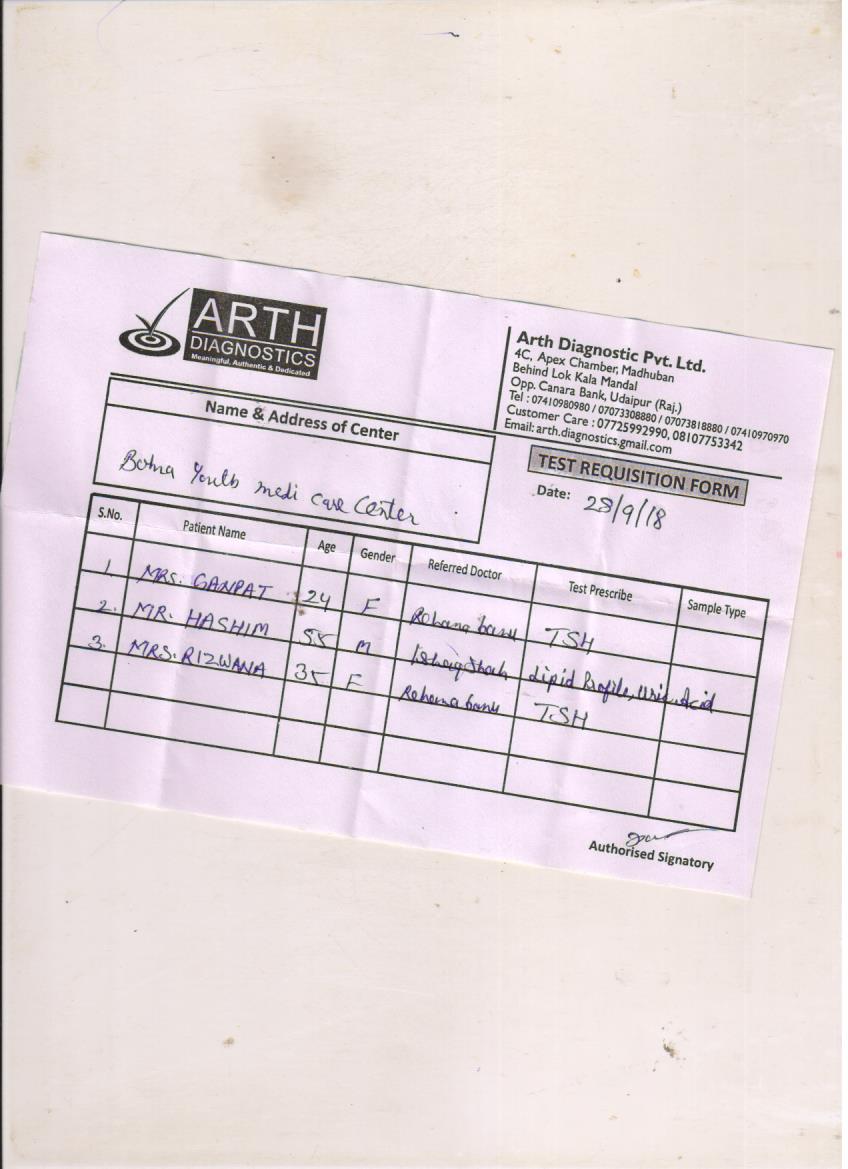 ARTH
DIAGNOSTICS
Meaningful, Authentic & Dedicated
Arth Diagnostic Pvt. Ltd.
4C, Apex Chamber, Madhuban
Behind Lok Kala Mandal
Opp. Canara Bank, Udaipur (Raj.)
Tel : 07410980980 / 07073308880 / 07073818880 / 07410970970
Customer Care : 07725992990, 08107753342
Email: arth.diagnostics.gmail.com
Name & Address of Center
Youth medi Care Center
TEST REQUISITION FORM
Date: 28/9/18
S.No. Patient Name Age Gender Referred Doctor Test Prescribe Sample Type
1. MRS. GANPAT 24 F Rehana banu TSH
2. MR. HASHIM 55 M Lipid Profile, Uric Acid
3. MRS. RIZWANA 35 F Rehana banu TSH
Authorised Signatory